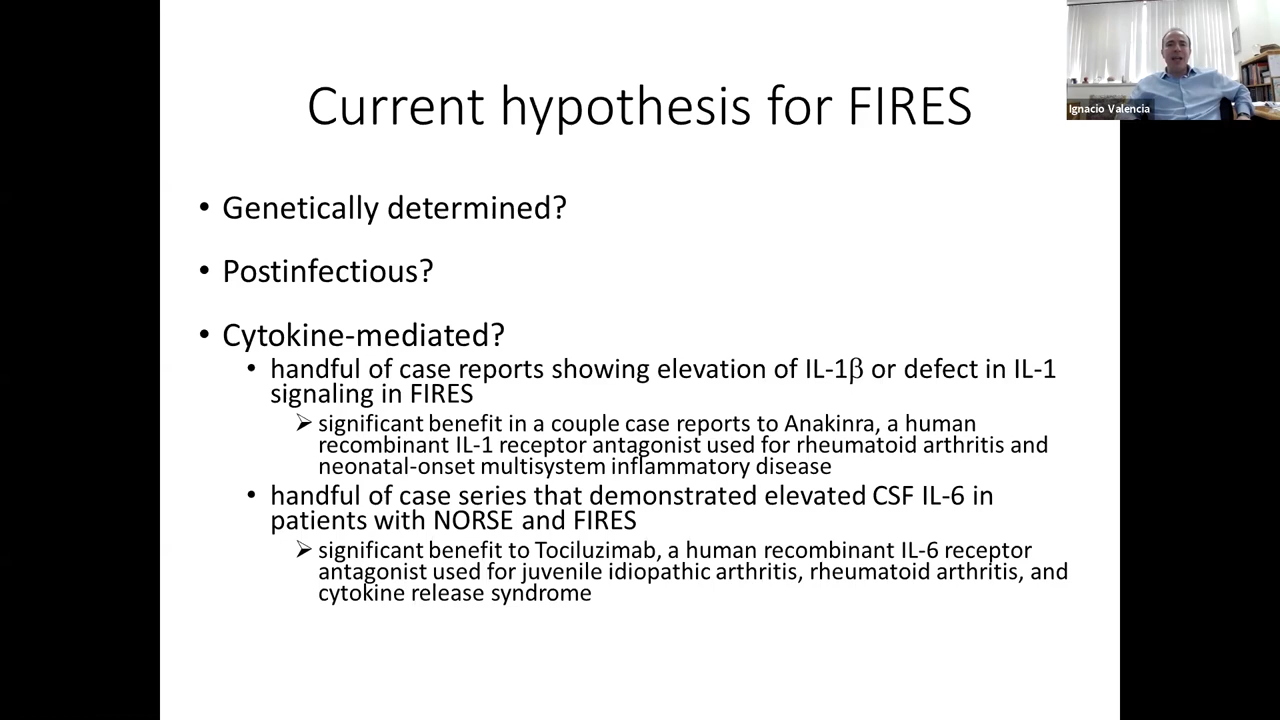 Current hypothesis for FIRES
Ignacio Valencia
• Genetically determined?
• Postinfectious?
• Cytokine-mediated?
• handful of case reports showing elevation of IL-1β or defect in IL-1
signaling in FIRES
➢ significant benefit in a couple case reports to Anakinra, a human
recombinant IL-1 receptor antagonist used for rheumatoid arthritis and
neonatal-onset multisystem inflammatory disease
• handful of case series that demonstrated elevated CSF IL-6 in
patients with NORSE and FIRES
➢ significant benefit to Tociluzimab, a human recombinant IL-6 receptor
antagonist used for juvenile idiopathic arthritis, rheumatoid arthritis, and
cytokine release syndrome